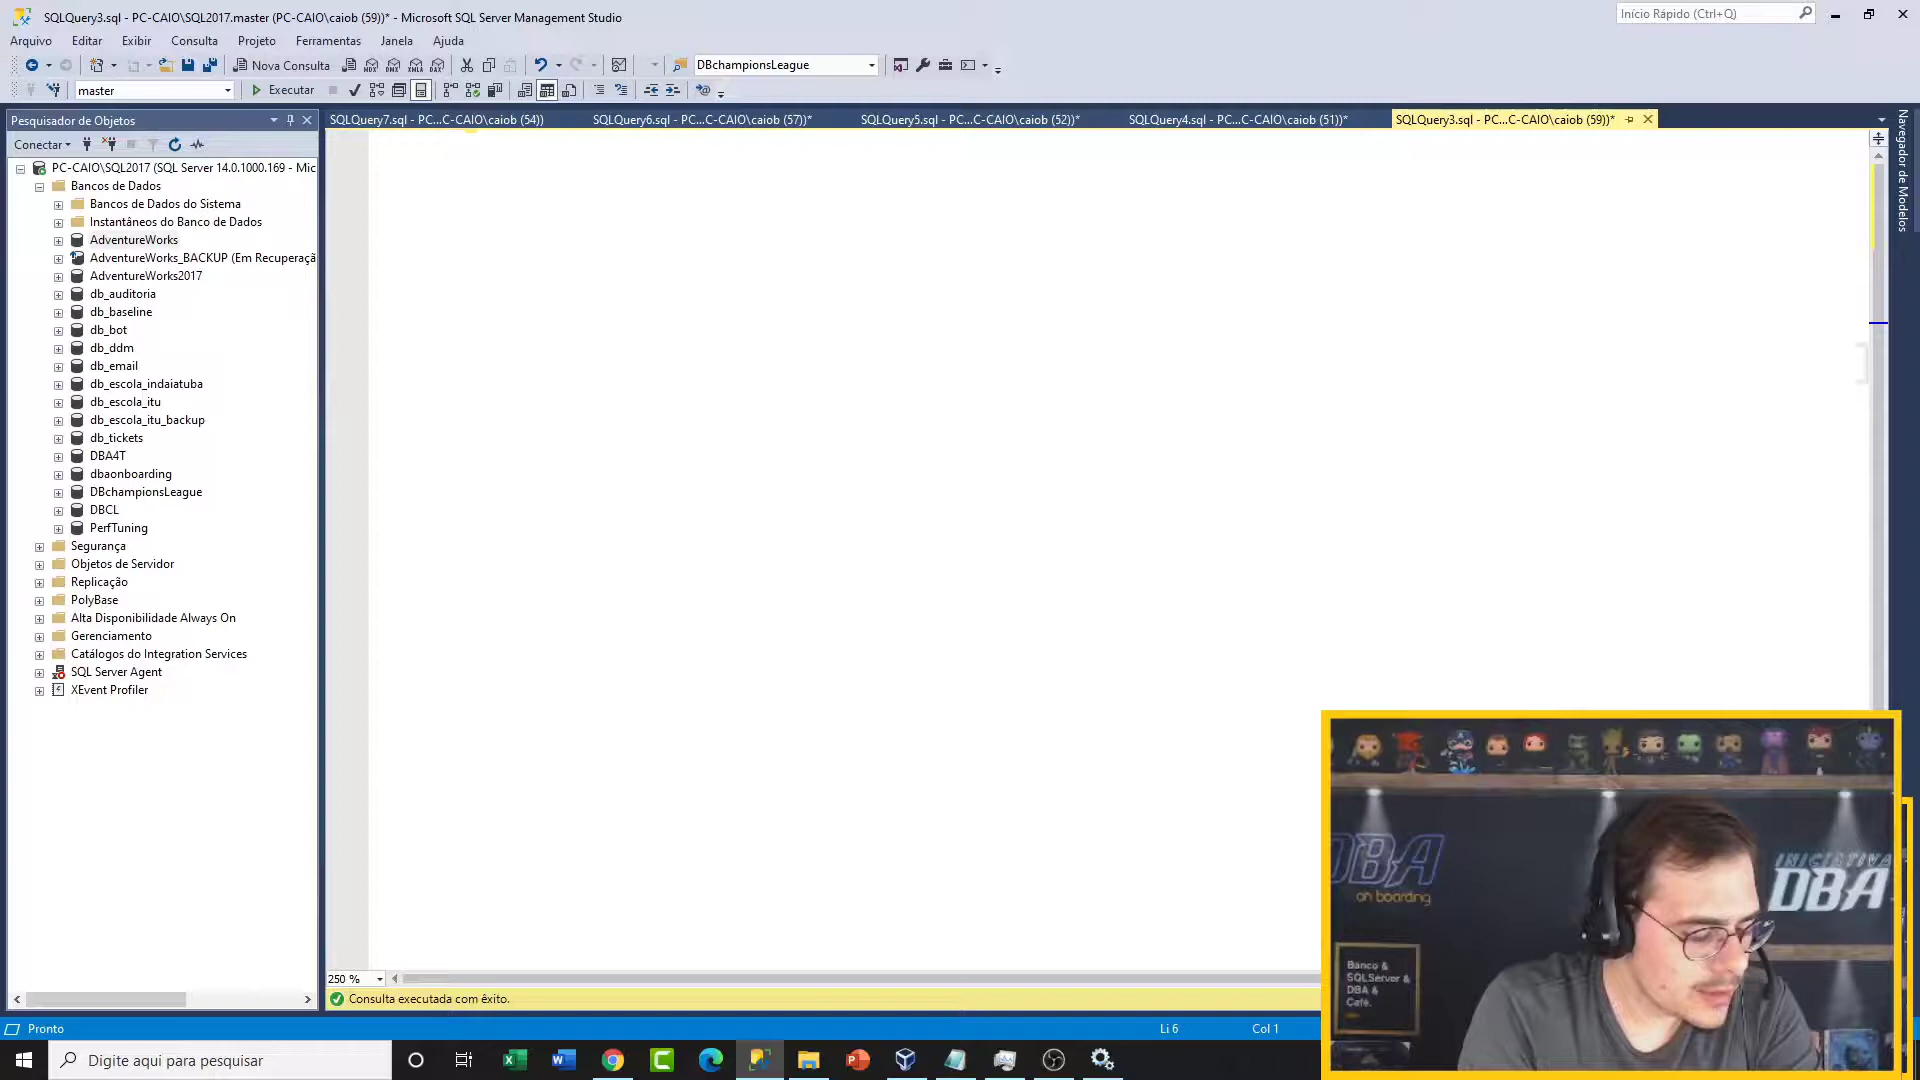 SQLQuery3.sql - PC-CAIO\SQL2017.master (PC-CAIO\caiob (59))* - Microsoft SQL Server Management Studio
Início Rápido (Ctrl+Q)
Arquivo Editar Exibir Consulta Projeto Ferramentas Janela Ajuda
Nova Consulta
MDX DMX XMLA DAX
DBchampionsLeague
master
Executar
Pesquisador de Objetos
SQLQuery7.sql - PC...C-CAIO\caiob (54))
SQLQuery6.sql - PC...C-CAIO\caiob (57))*
SQLQuery5.sql - PC...C-CAIO\caiob (52))*
SQLQuery4.sql - PC...C-CAIO\caiob (51))*
SQLQuery3.sql - PC...C-CAIO\caiob (59))*
Navegador de Modelos
Conectar
PC-CAIO\SQL2017 (SQL Server 14.0.1000.169 - Mic
Bancos de Dados
Bancos de Dados do Sistema
Instantâneos do Banco de Dados
AdventureWorks
AdventureWorks_BACKUP (Em Recuperaçã
AdventureWorks2017
db_auditoria
db_baseline
db_bot
db_ddm
db_email
db_escola_indaiatuba
db_escola_itu
db_escola_itu_backup
db_tickets
DBA4T
dbaonboarding
DBchampionsLeague
DBCL
PerfTuning
Segurança
Objetos de Servidor
Replicação
PolyBase
Alta Disponibilidade Always On
Gerenciamento
Catálogos do Integration Services
SQL Server Agent
XEvent Profiler
250 %
Consulta executada com êxito.
Pronto
Li 6
Col 1
Digite aqui para pesquisar
DBA
on boarding
INICIATIVA
DBA
Banco &
SQLServer &
DBA &
Café.